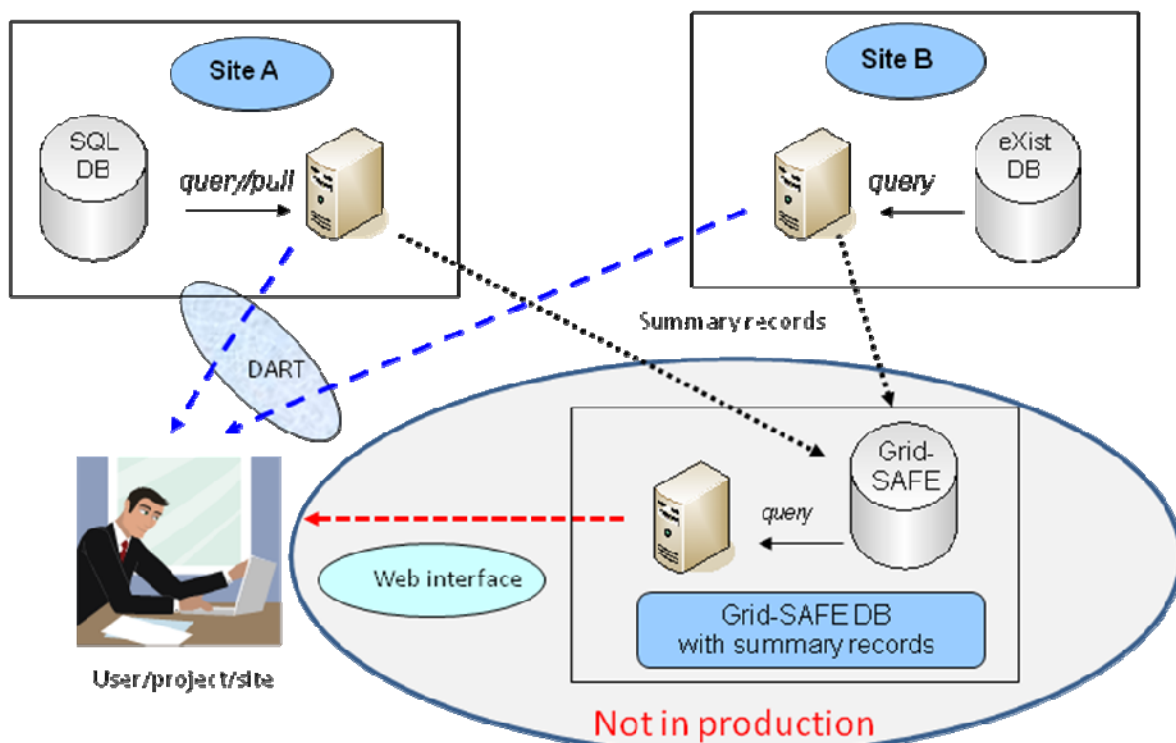 Site A
SQL
DB
query/pull
Site B
eXist
DB
query
Summary records
DART
Grid-
SAFE
query
Web interface
Grid-SAFE DB
with summary records
User/project/site
Not in production